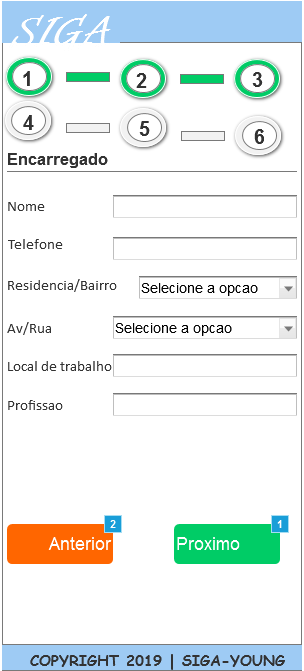 SIGA
1 2 3
4 5 6
Encarregado
Nome
Telefone
Residencia/Bairro Selecione a opcao
Av/Rua Selecione a opcao
Local de trabalho
Profissao
2 1
Anterior Proximo
COPYRIGHT 2019 | SIGA-YOUNG